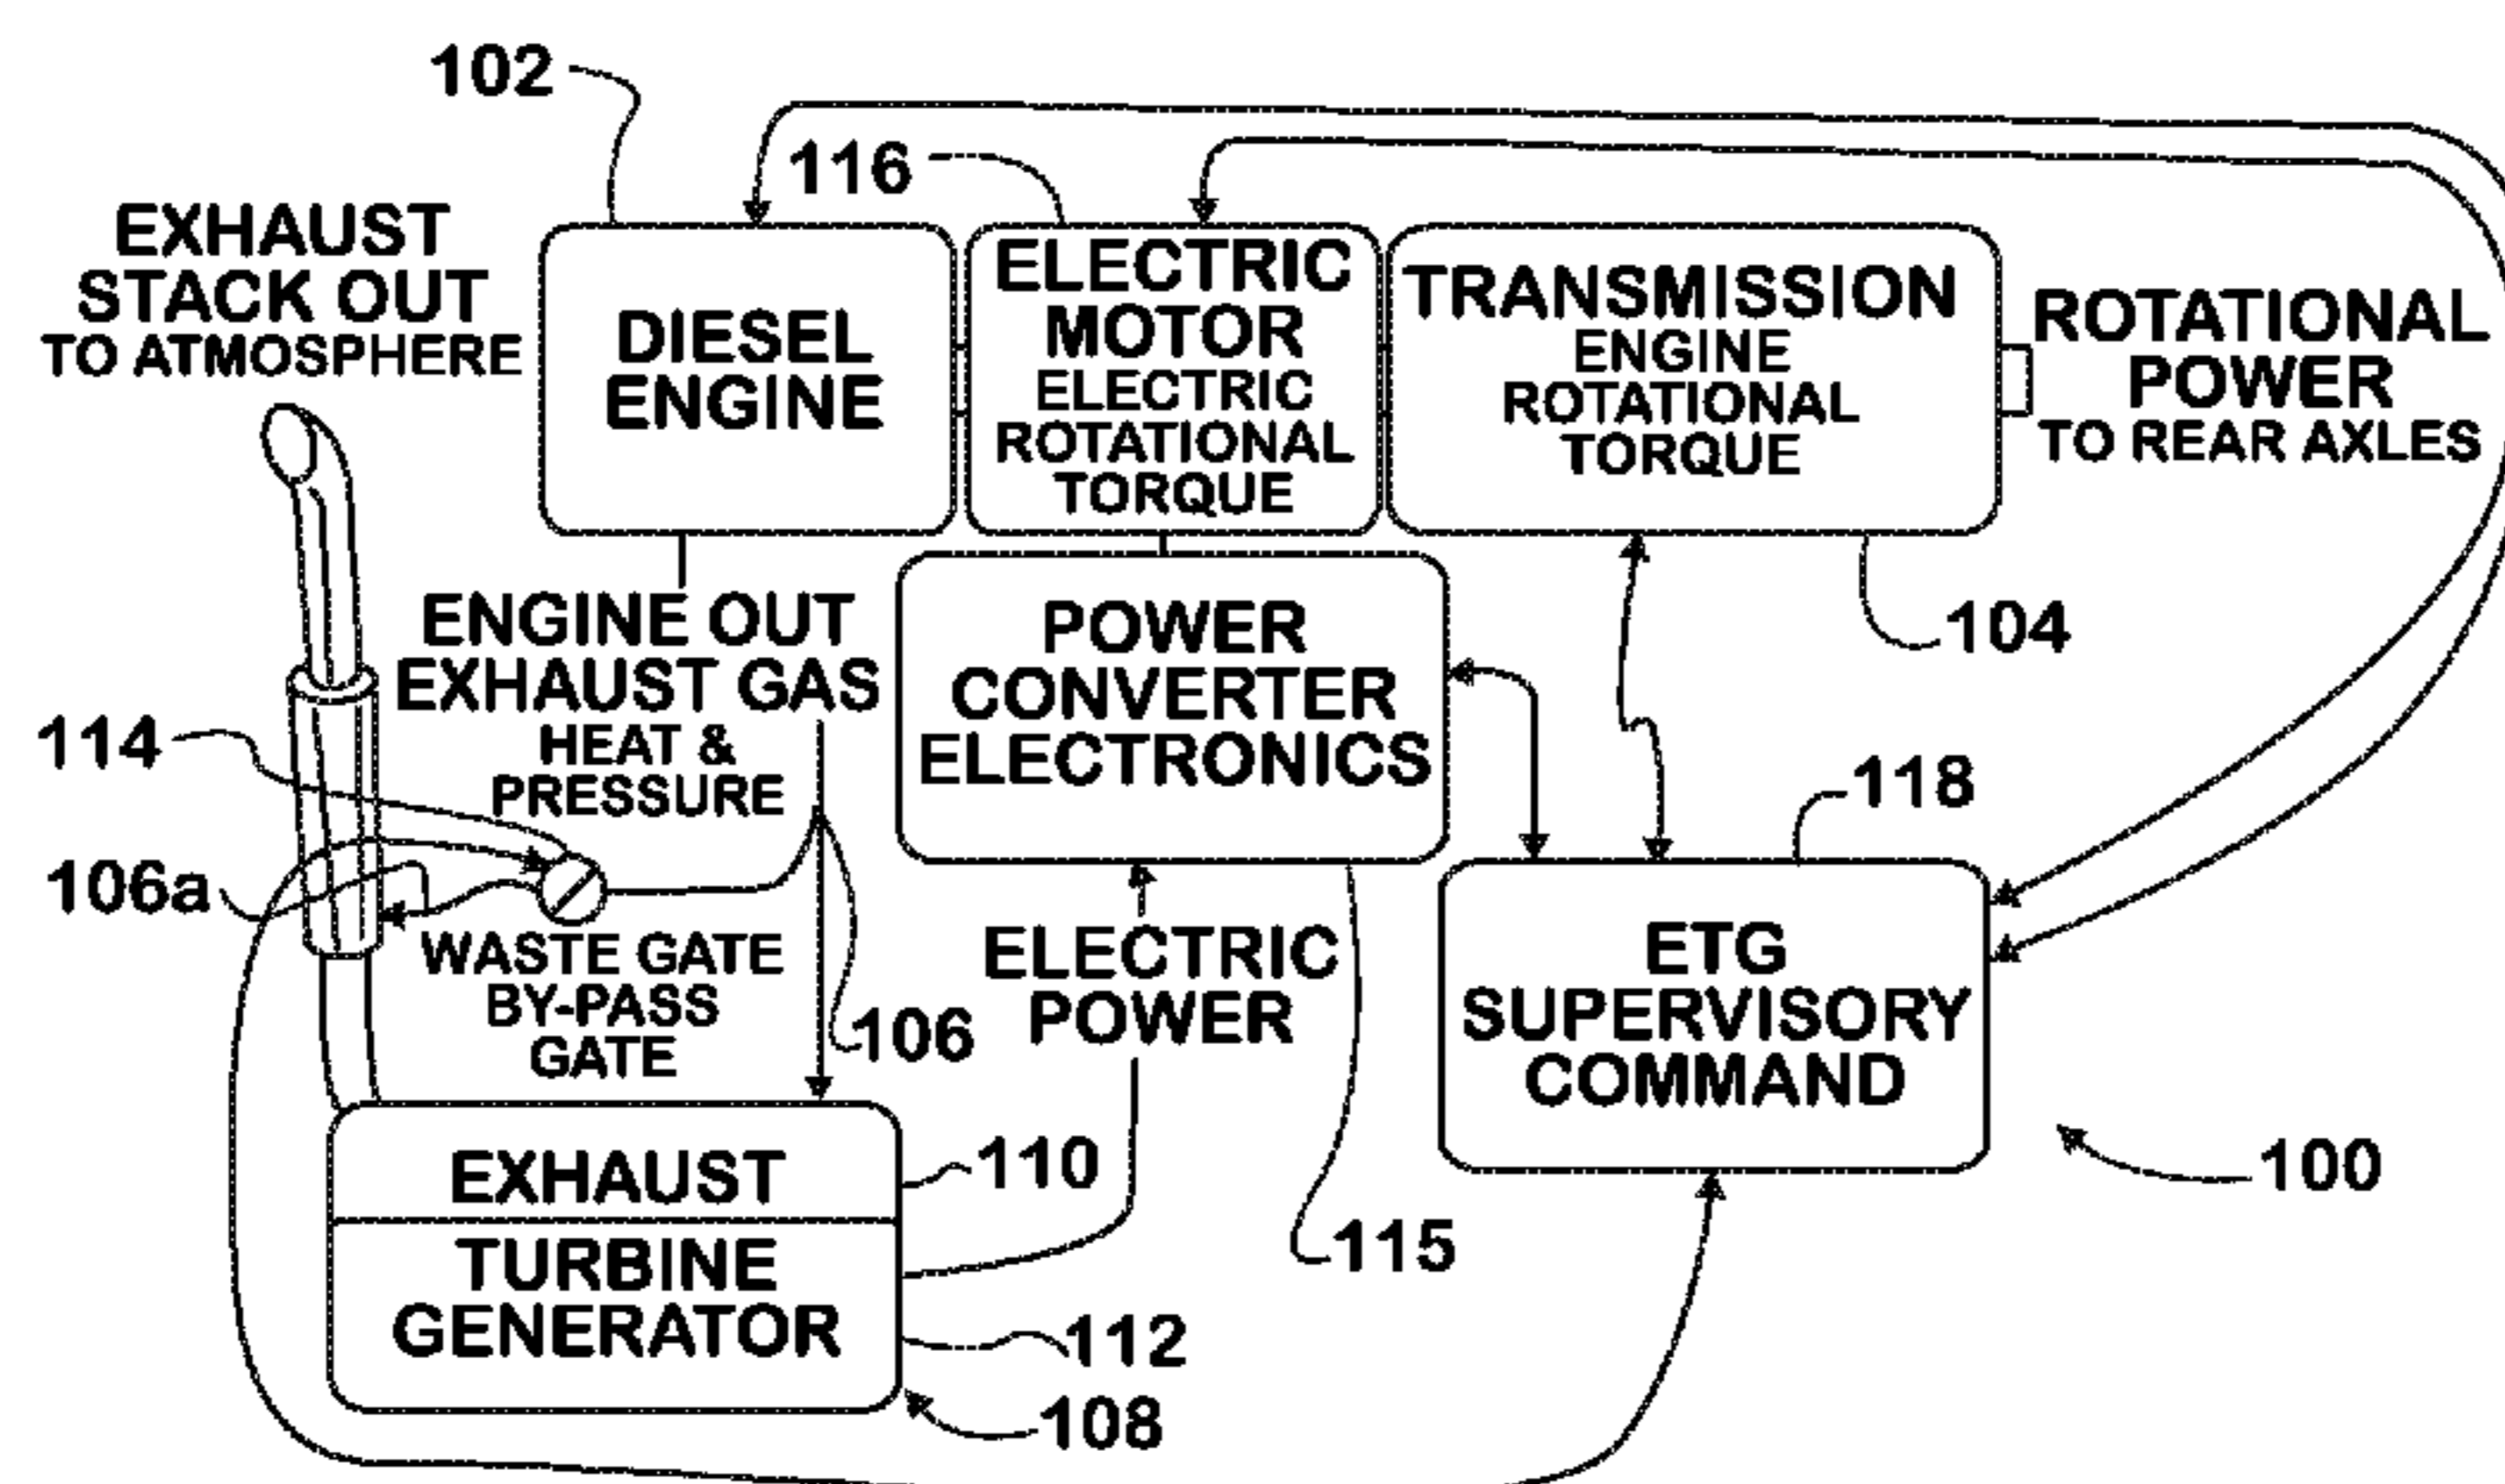 102
116
EXHAUST
STACK OUT
TO ATMOSPHERE
DIESEL
ENGINE
ELECTRIC
MOTOR
ELECTRIC
ROTATIONAL
TORQUE
TRANSMISSION
ENGINE
ROTATIONAL
TORQUE
ROTATIONAL
POWER
TO REAR AXLES
ENGINE OUT
EXHAUST GAS
HEAT &
PRESSURE
POWER
CONVERTER
ELECTRONICS
104
114
118
106a
WASTE GATE
BY-PASS
GATE
106
ELECTRIC
POWER
ETG
SUPERVISORY
COMMAND
EXHAUST
110
100
TURBINE
GENERATOR
115
112
108